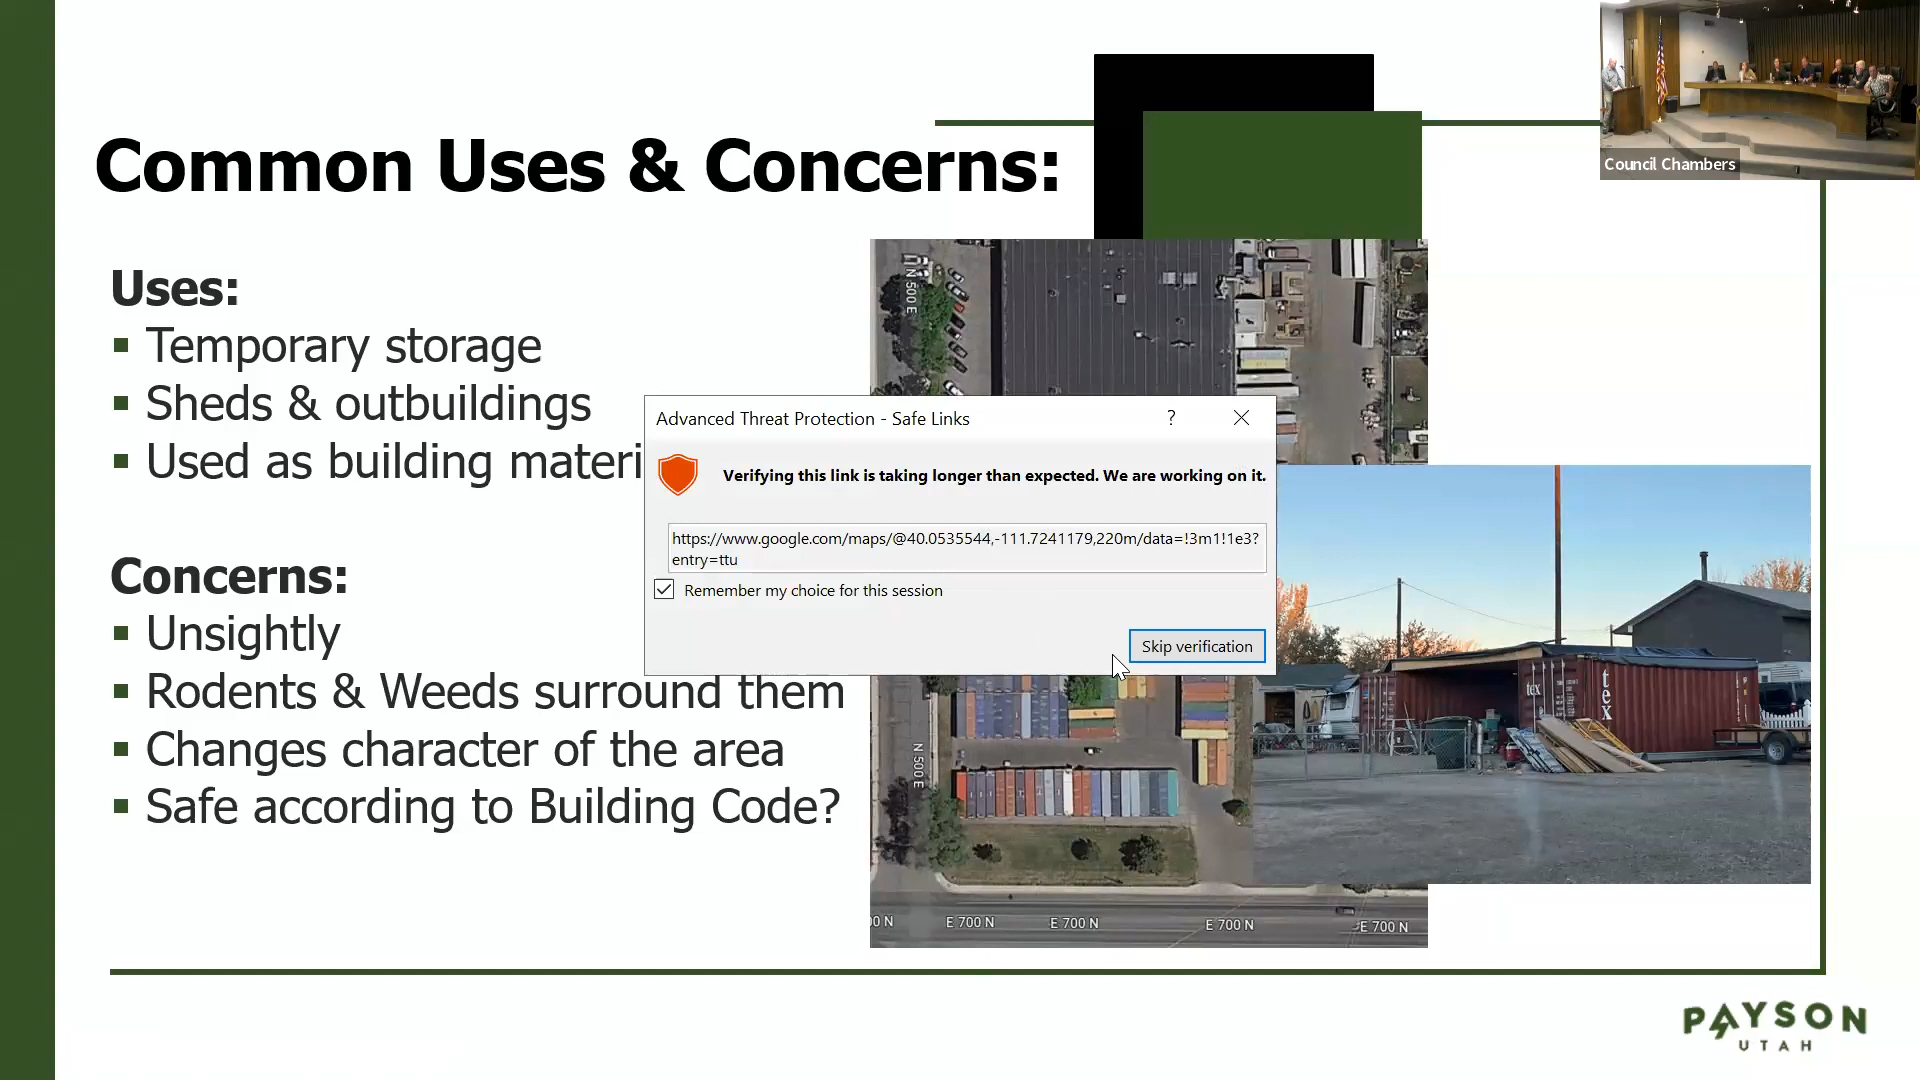 Council Chambers
Common Uses & Concerns:
Uses:
Temporary storage
Sheds & outbuildings
Used as building materi
Concerns:
Unsightly
Rodents & Weeds surround them
Changes character of the area
Safe according to Building Code?
Advanced Threat Protection - Safe Links
?
Verifying this link is taking longer than expected. We are working on it.
https://www.google.com/maps/@40.0535544,-111.7241179,220m/data=!3m1!1e3?
entry=ttu
Remember my choice for this session
Skip verification
N 500 E
N 500 E
tex
tex
00 N
E 700 N
E 700 N
E 700 N
E 700 N
PAYSON
UTAH